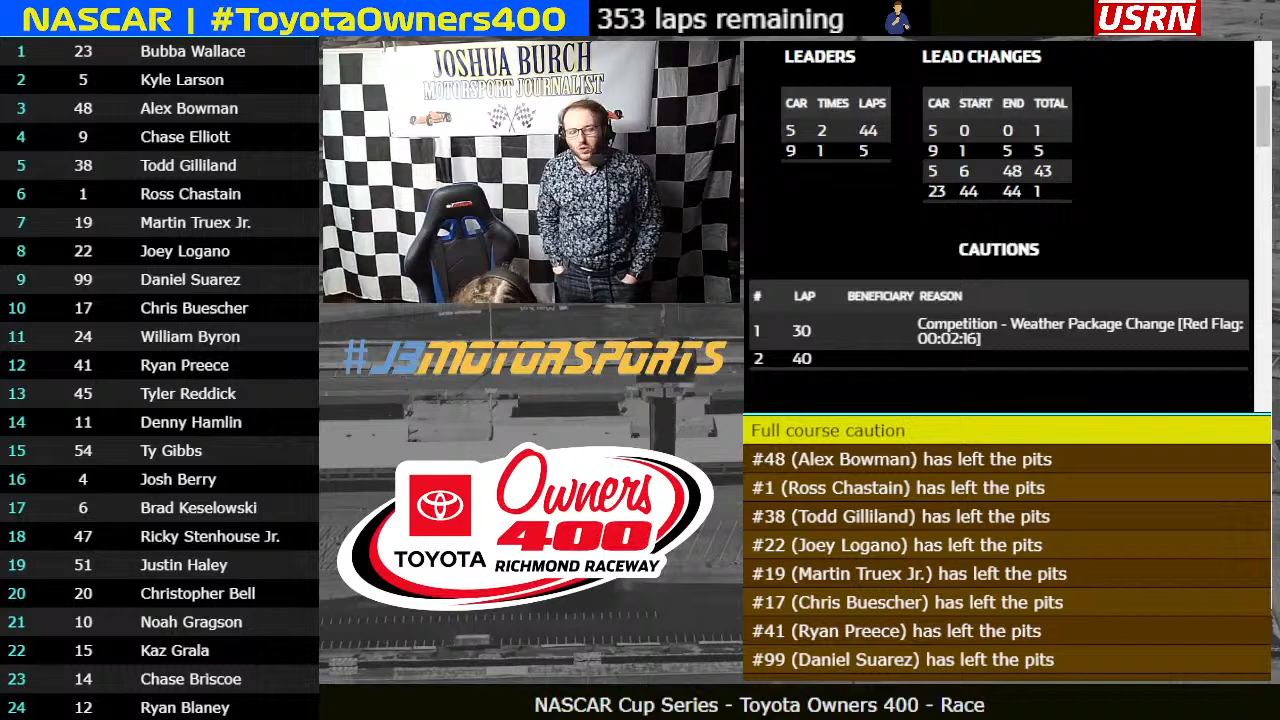 NASCAR | #ToyotaOwners400
353 laps remaining
USRN
1 23 Bubba Wallace
2 5 Kyle Larson
3 48 Alex Bowman
4 9 Chase Elliott
5 38 Todd Gilliland
6 1 Ross Chastain
7 19 Martin Truex Jr.
8 22 Joey Logano
9 99 Daniel Suarez
10 17 Chris Buescher
11 24 William Byron
12 41 Ryan Preece
13 45 Tyler Reddick
14 11 Denny Hamlin
15 54 Ty Gibbs
16 4 Josh Berry
17 6 Brad Keselowski
18 47 Ricky Stenhouse Jr.
19 51 Justin Haley
20 20 Christopher Bell
21 10 Noah Gragson
22 15 Kaz Grala
23 14 Chase Briscoe
24 12 Ryan Blaney
JOSHUA BURCH
MOTORSPORT JOURNALIST
#JBMOTORSPORTS
Owners
400
TOYOTA
RICHMOND RACEWAY
LEADERS
CAR TIMES LAPS
5 2 44
9 1 5
LEAD CHANGES
CAR START END TOTAL
5 0 0 1
9 1 5 5
5 6 48 43
23 44 44 1
CAUTIONS
# LAP BENEFICIARY REASON
1 30 Competition - Weather Package Change [Red Flag:
00:02:16]
2 40
Full course caution
#48 (Alex Bowman) has left the pits
#1 (Ross Chastain) has left the pits
#38 (Todd Gilliland) has left the pits
#22 (Joey Logano) has left the pits
#19 (Martin Truex Jr.) has left the pits
#17 (Chris Buescher) has left the pits
#41 (Ryan Preece) has left the pits
#99 (Daniel Suarez) has left the pits
NASCAR Cup Series - Toyota Owners 400 - Race